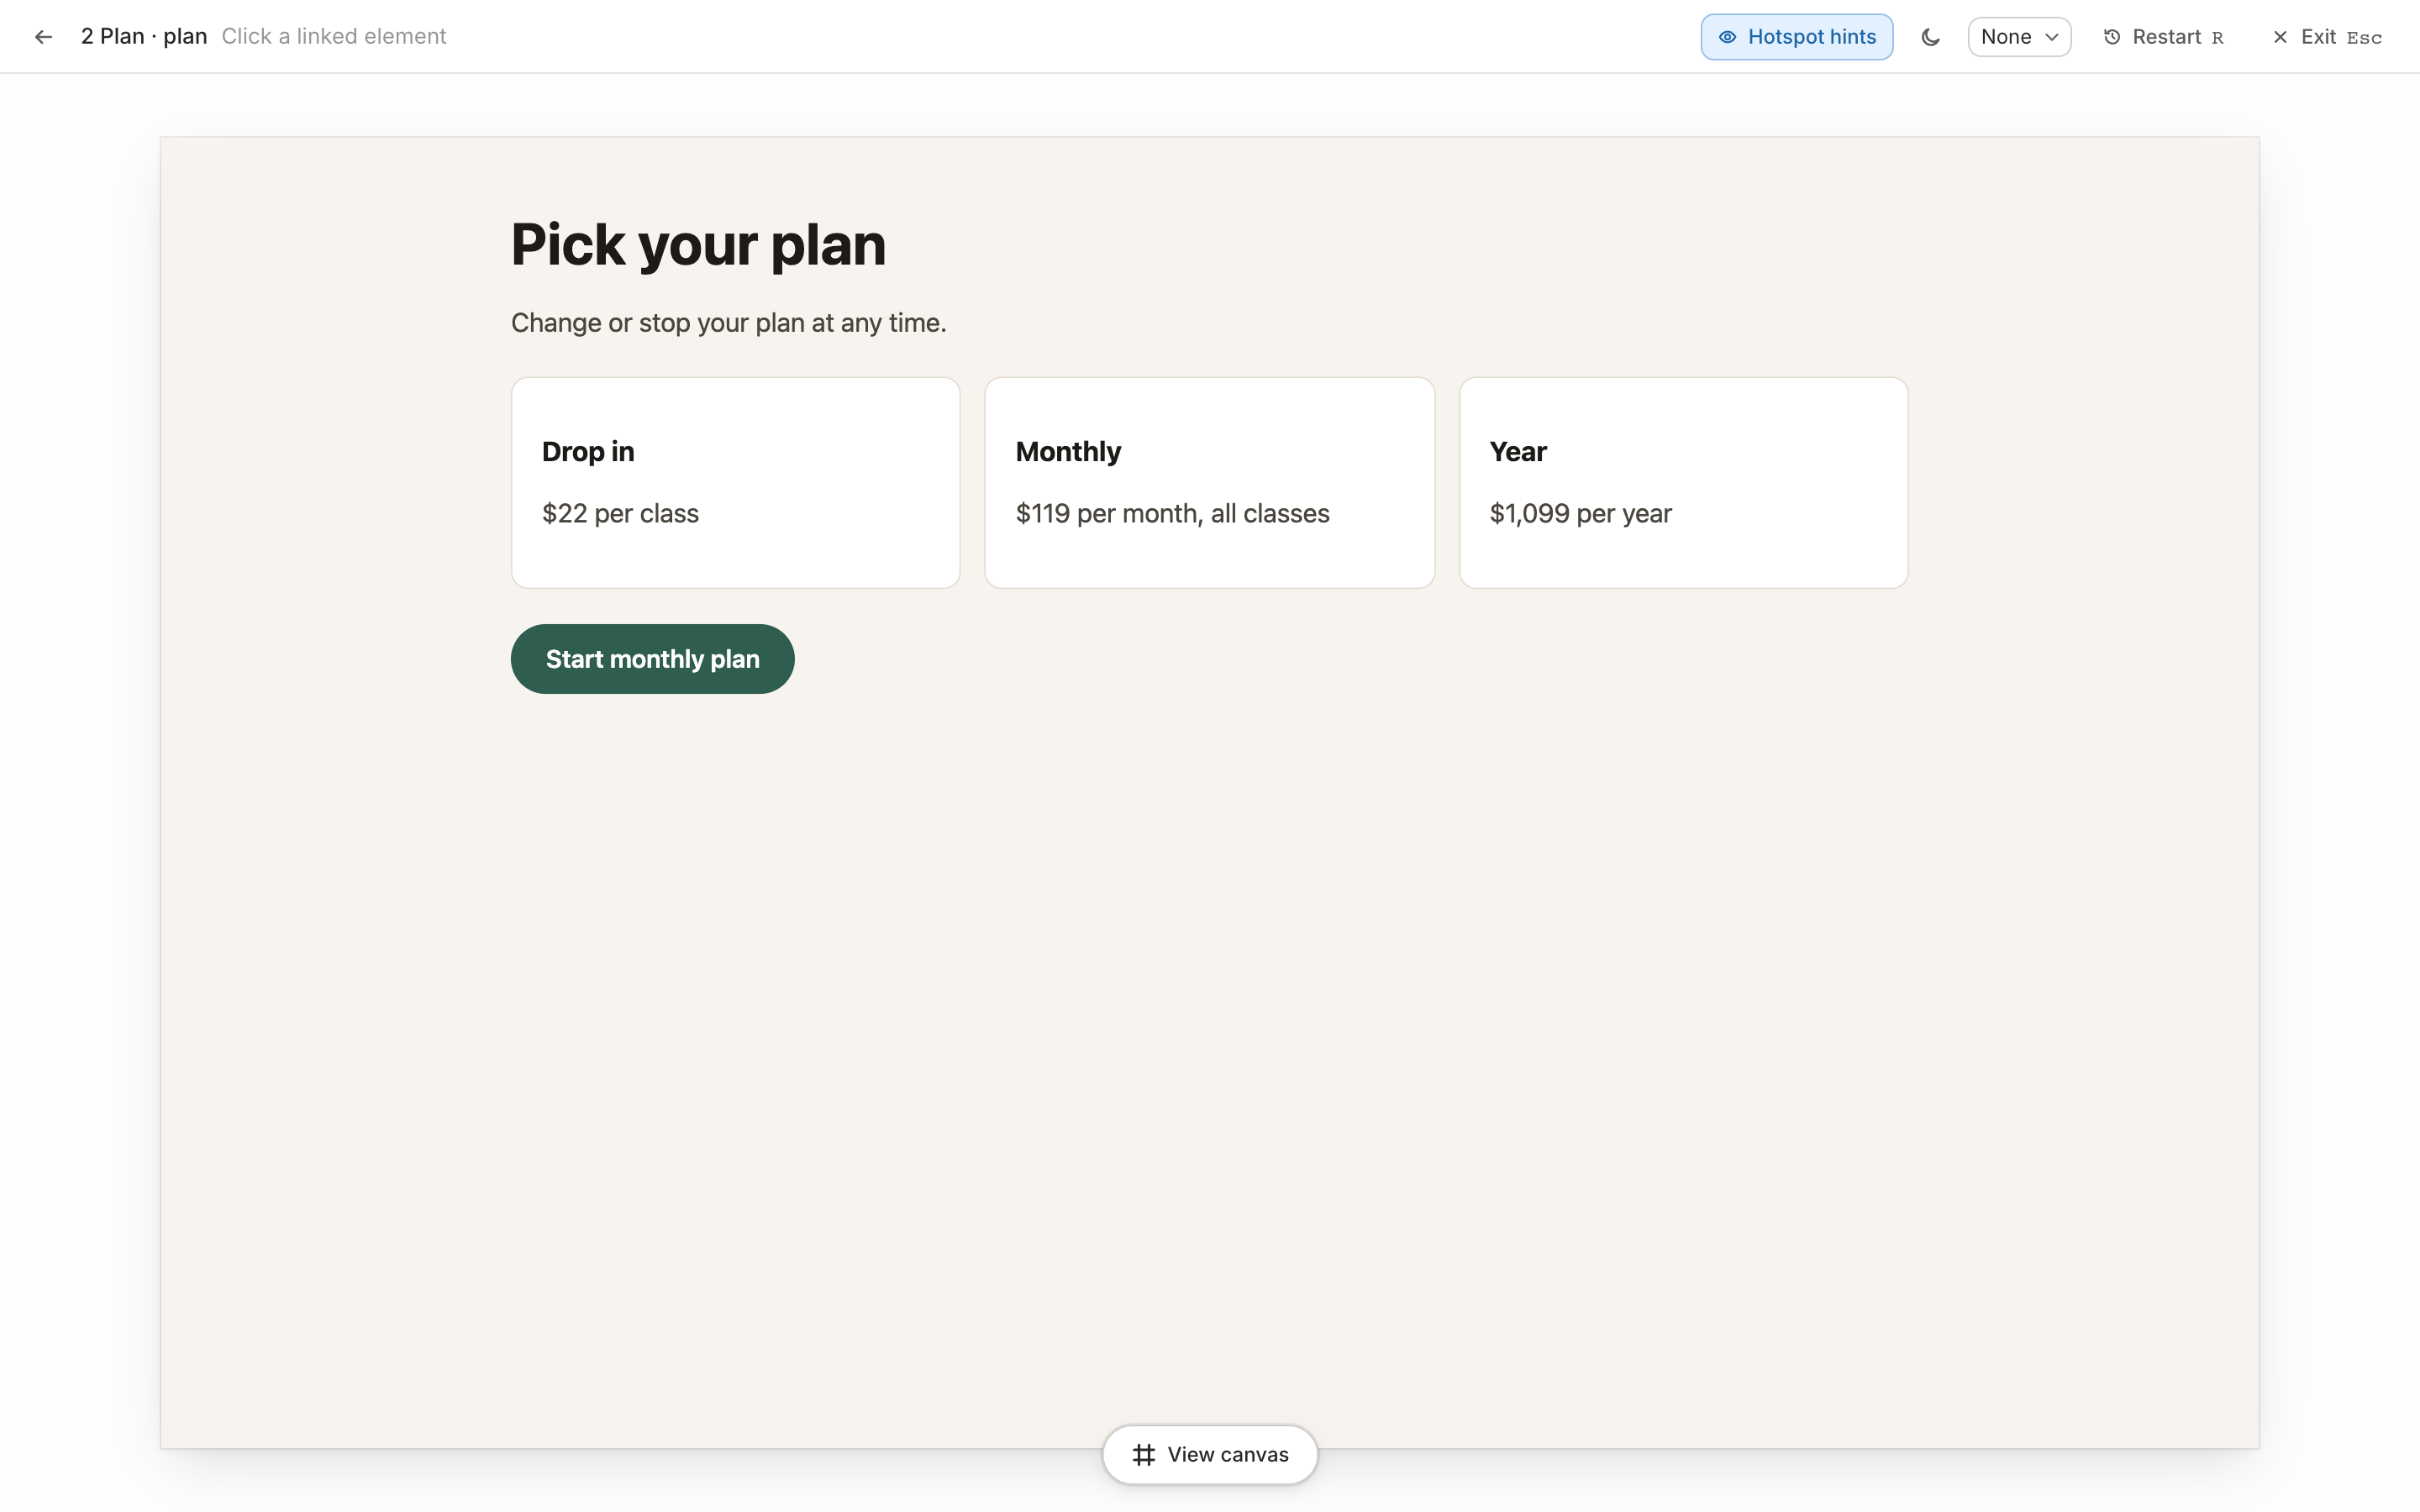 2 Plan · plan Click a linked element
Hotspot hints
None
Restart R
Exit Esc
Pick your plan
Change or stop your plan at any time.
Drop in
$22 per class
Monthly
$119 per month, all classes
Year
$1,099 per year
Start monthly plan
View canvas